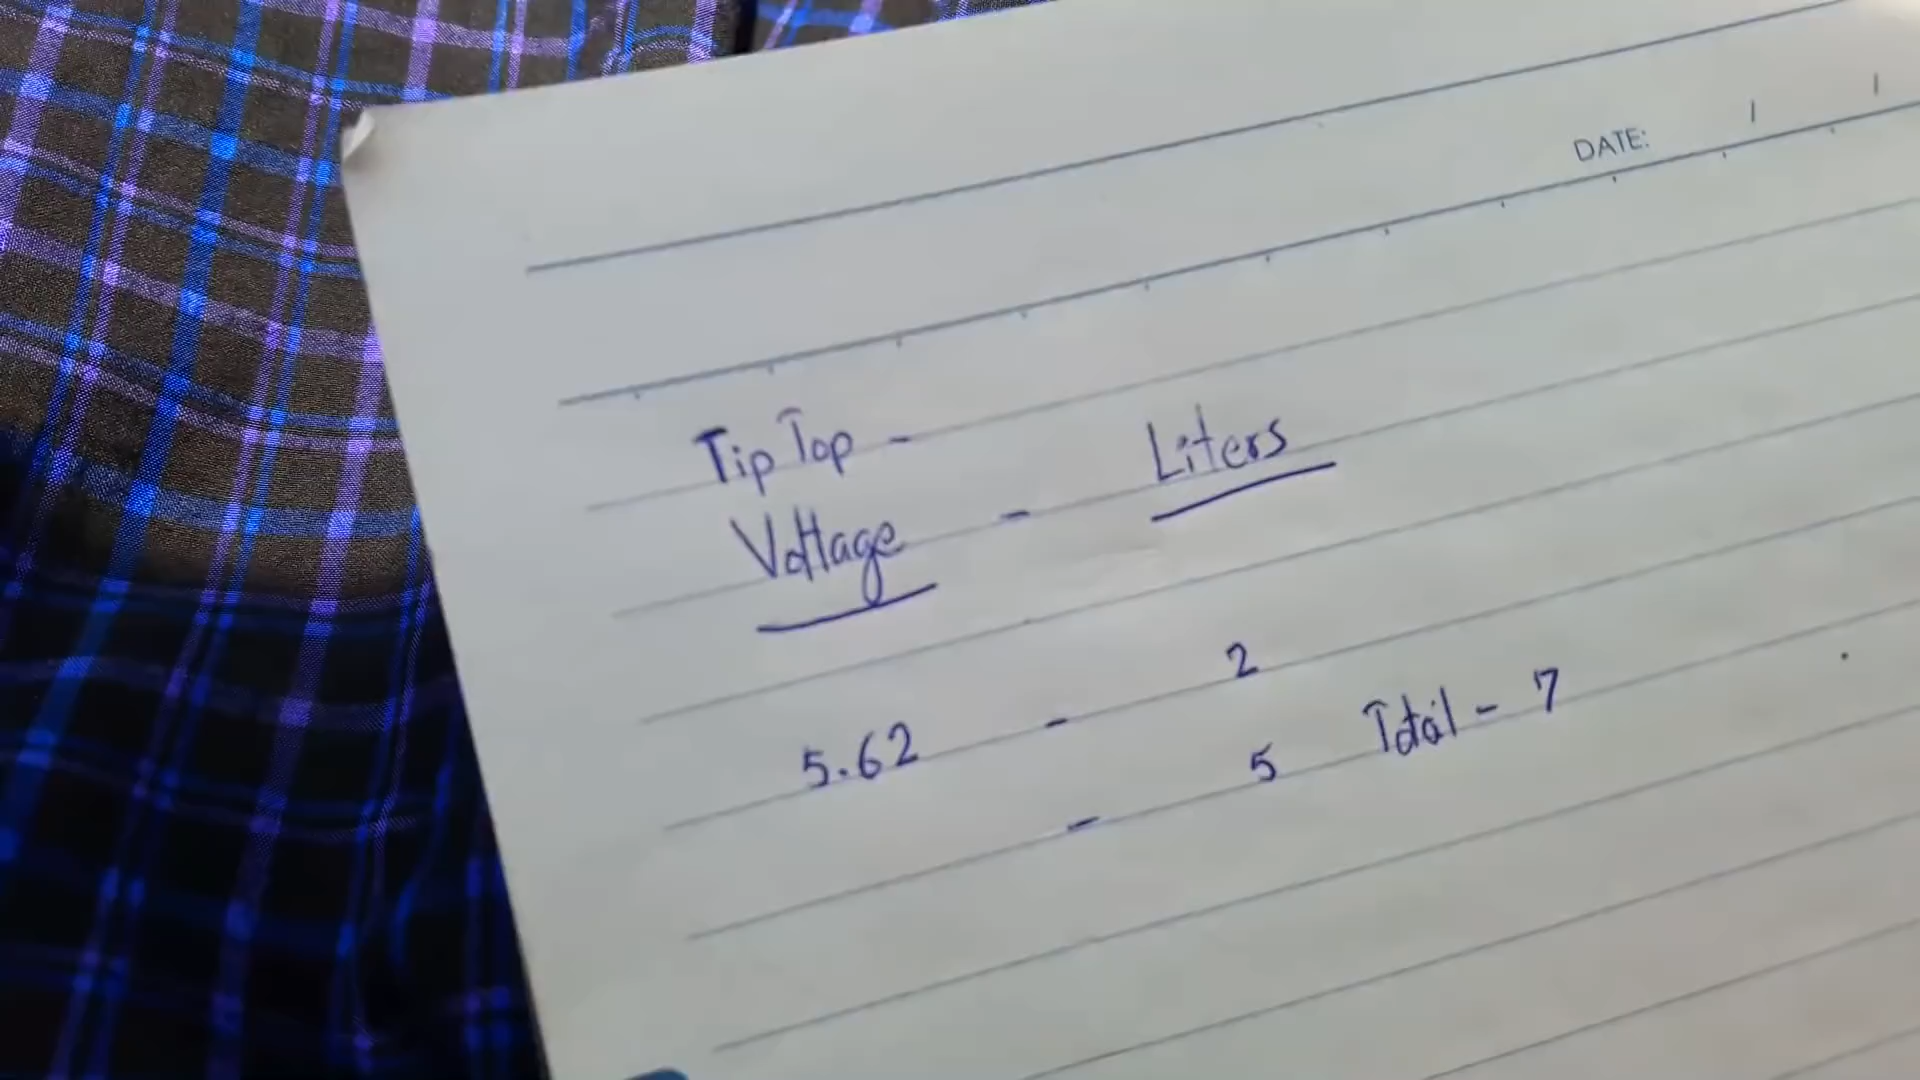 DATE: / /
Tip Top -
Voltage - Liters
5.62 - 2
- 5 Total - 7